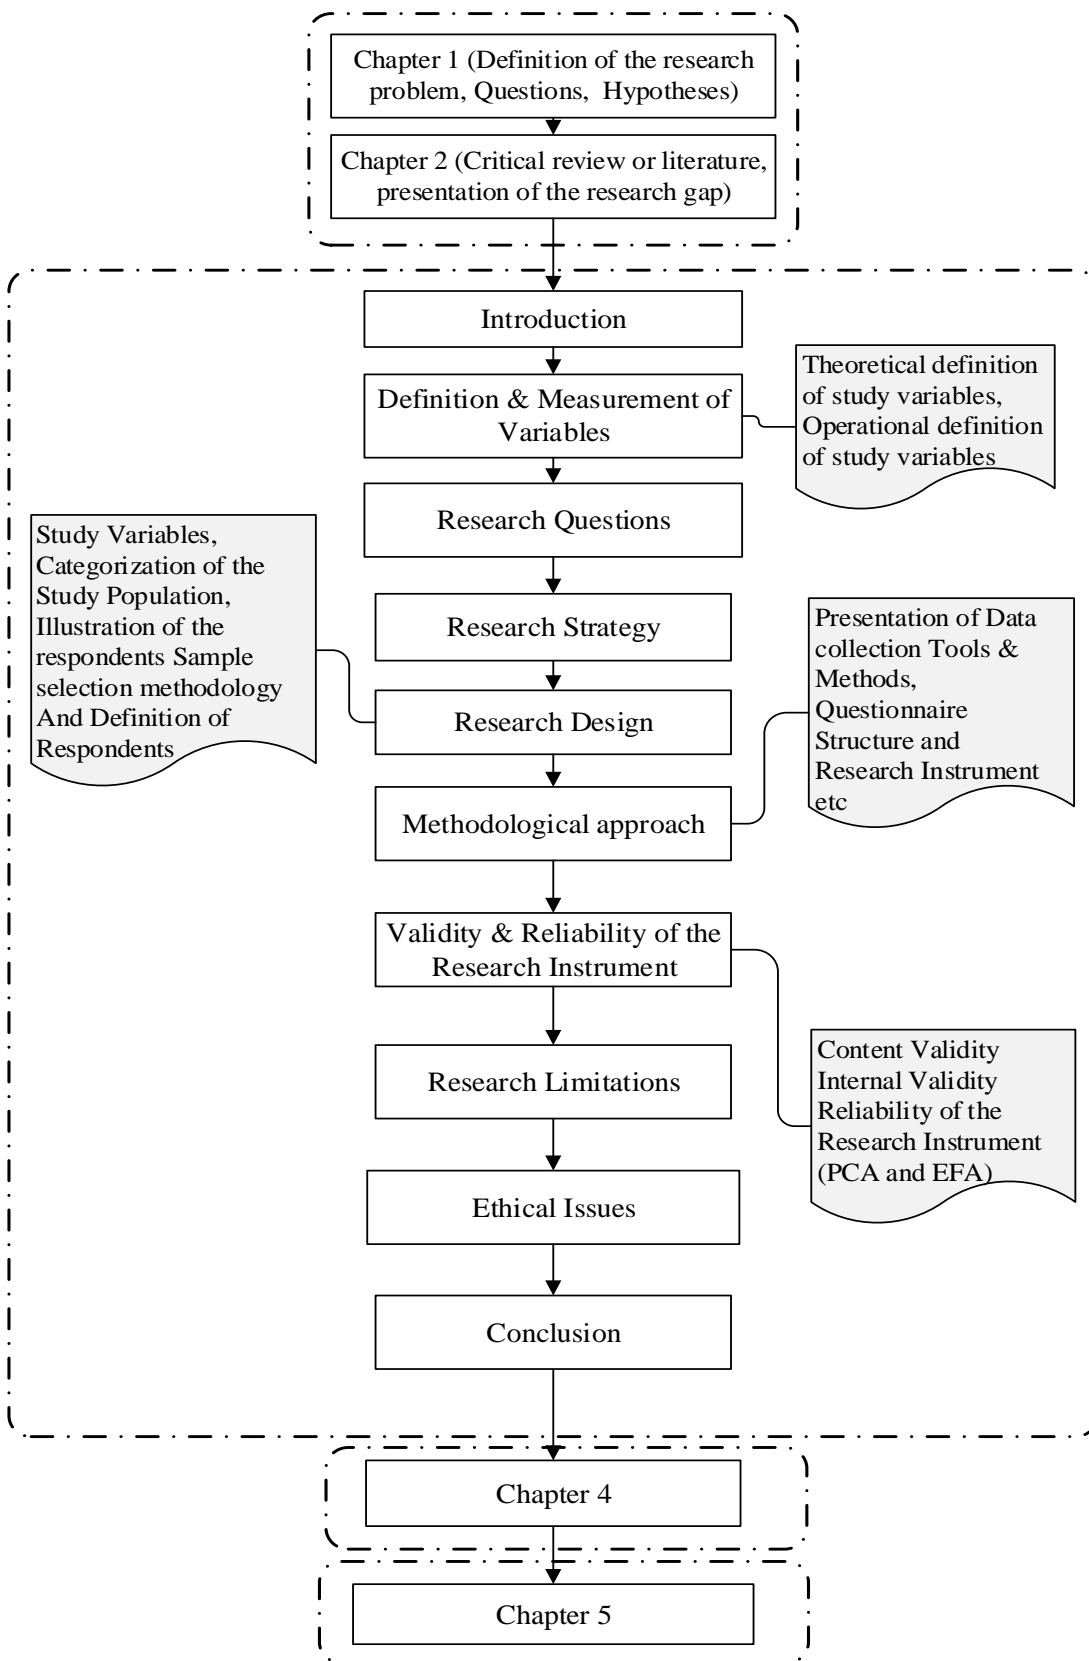 Chapter 1 (Definition of the research
problem, Questions,  Hypotheses)
Chapter 2 (Critical review or literature,
presentation of the research gap)
Introduction
Definition & Measurement of
Variables
Theoretical definition
of study variables,
Operational definition
of study variables
Research Questions
Study Variables,
Categorization of the
Study Population,
Illustration of the
respondents Sample
selection methodology
And Definition of
Respondents
Research Strategy
Research Design
Presentation of Data
collection Tools &
Methods,
Questionnaire
Structure and
Research Instrument
etc
Methodological approach
Validity & Reliability of the
Research Instrument
Content Validity
Internal Validity
Reliability of the
Research Instrument
(PCA and EFA)
Research Limitations
Ethical Issues
Conclusion
Chapter 4
Chapter 5